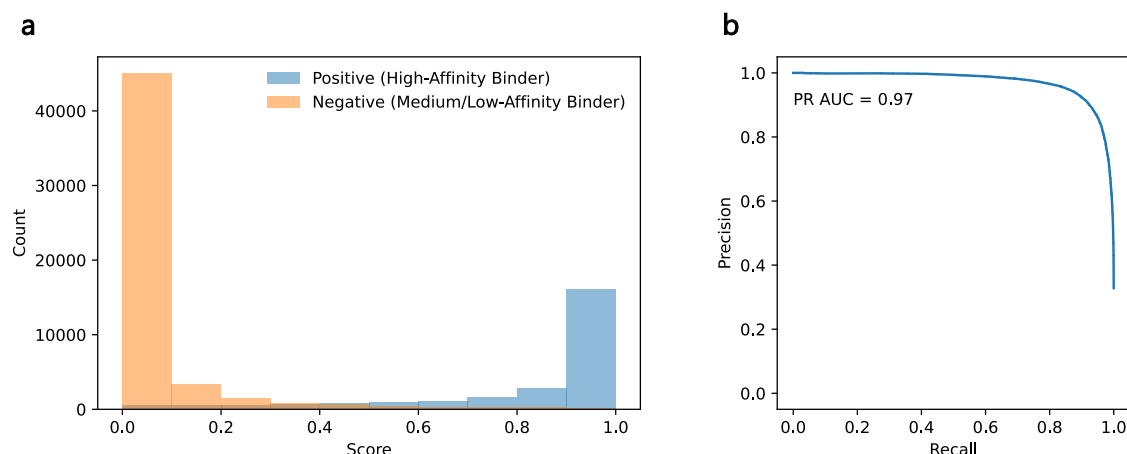 a
Positive (High-Affinity Binder)
Negative (Medium/Low-Affinity Binder)
40000
30000
20000
10000
0
Count
0.0 0.2 0.4 0.6 0.8 1.0
Score
b
PR AUC = 0.97
1.0
0.8
0.6
0.4
0.2
0.0
Precision
0.0 0.2 0.4 0.6 0.8 1.0
Recall